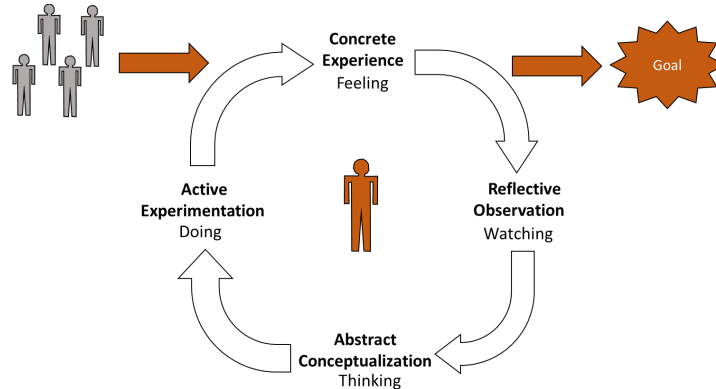 Concrete
Experience
Feeling
Goal
Reflective
Observation
Watching
Abstract
Conceptualization
Thinking
Active
Experimentation
Doing